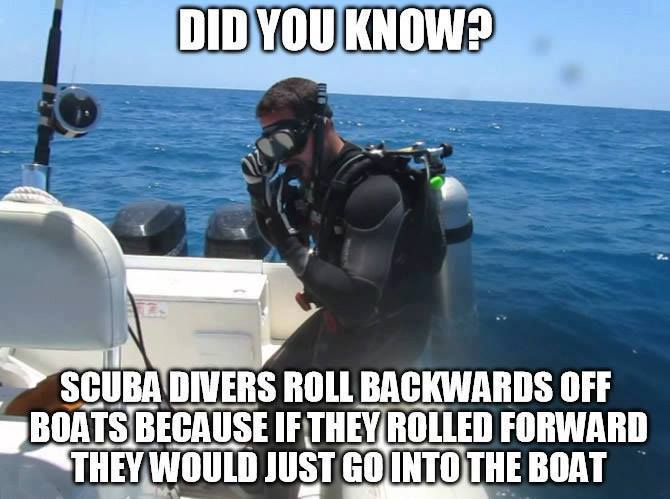 DID YOU KNOW?
SCUBA DIVERS ROLL BACKWARDS OFF
BOATS BECAUSE IF THEY ROLLED FORWARD
THEY WOULD JUST GO INTO THE BOAT